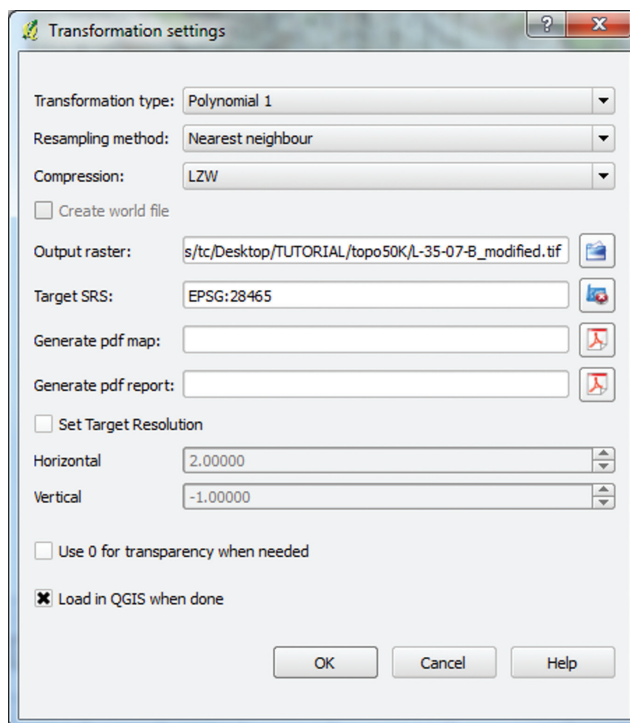 Transformation settings
?
Transformation type: Polynomial 1
Resampling method: Nearest neighbour
Compression: LZW
Create world file
Output raster: s/tc/Desktop/TUTORIAL/topo50K/L-35-07-B_modified.tif
Target SRS: EPSG:28465
Generate pdf map:
Generate pdf report:
Set Target Resolution
Horizontal 2.00000
Vertical -1.00000
Use 0 for transparency when needed
Load in QGIS when done
OK Cancel Help